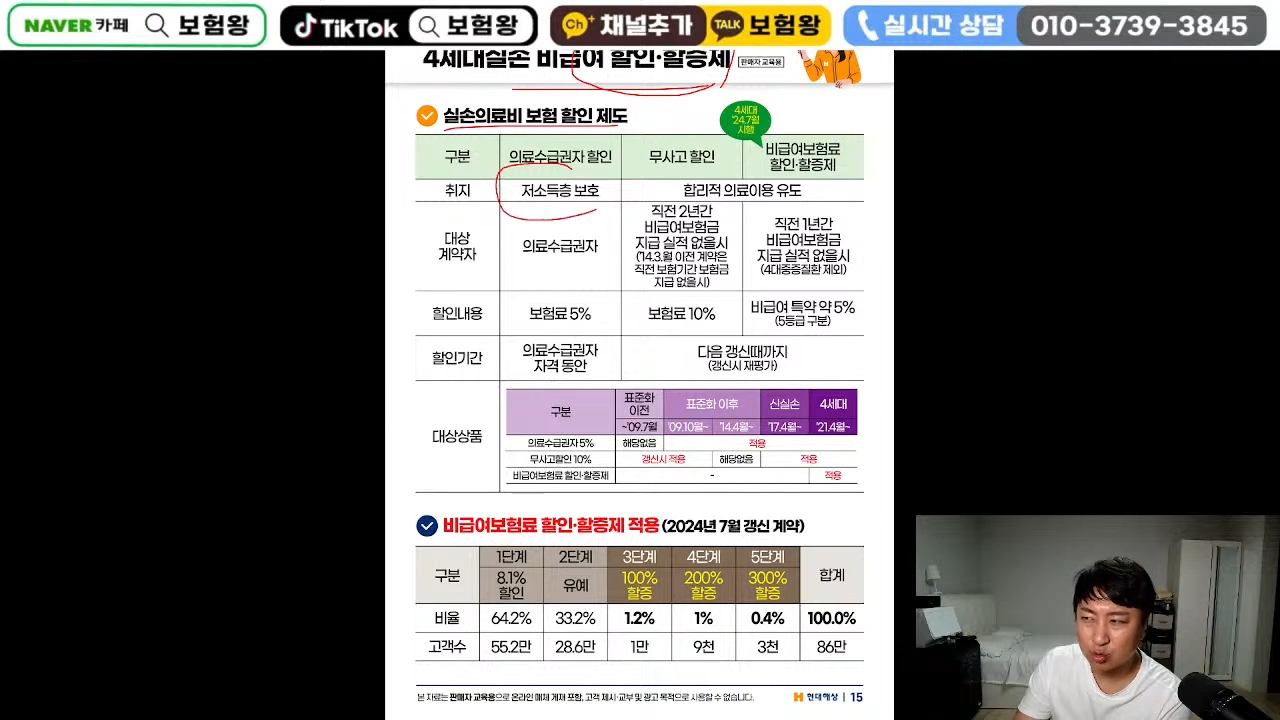 NAVER 카페 보험왕
TikTok 보험왕
Ch+ 채널추가
TALK 보험왕
실시간 상담 010-3739-3845
4세대실손 비급여 할인·할증제 판매자 교육용
실손의료비 보험 할인 제도
4세대
'24.7월
시행
구분 의료수급권자 할인 무사고 할인 비급여보험료
할인·할증제
취지 저소득층 보호 합리적 의료이용 유도
대상
계약자
의료수급권자
직전 2년간
비급여보험금
지급 실적 없을시
('14.3.월 이전 계약은
직전 보험기간 보험금
지급 없을시)
직전 1년간
비급여보험금
지급 실적 없을시
(4대중증질환 제외)
할인내용 보험료 5% 보험료 10% 비급여 특약 약 5%
(5등급 구분)
할인기간 의료수급권자
자격 동안
다음 갱신때까지
(갱신시 재평가)
대상상품
구분 표준화
이전
표준화 이후 신실손 4세대
~'09.7월 '09.10월~ '14.4월~ '17.4월~ '21.4월~
의료수급권자 5% 해당없음 적용
무사고할인 10% 갱신시 적용 해당없음 적용
비급여보험료 할인·할증제 - 적용
비급여보험료 할인·할증제 적용 (2024년 7월 갱신 계약)
구분 1단계 2단계 3단계 4단계 5단계 합계
8.1%
할인
유예
100%
할증
200%
할증
300%
할증
비율 64.2% 33.2% 1.2% 1% 0.4% 100.0%
고객수 55.2만 28.6만 1만 9천 3천 86만
본 자료는 판매자 교육용으로 온라인 매체 게재 포함, 고객 제시·교부 및 광고 목적으로 사용할 수 없습니다.
현대해상 | 15